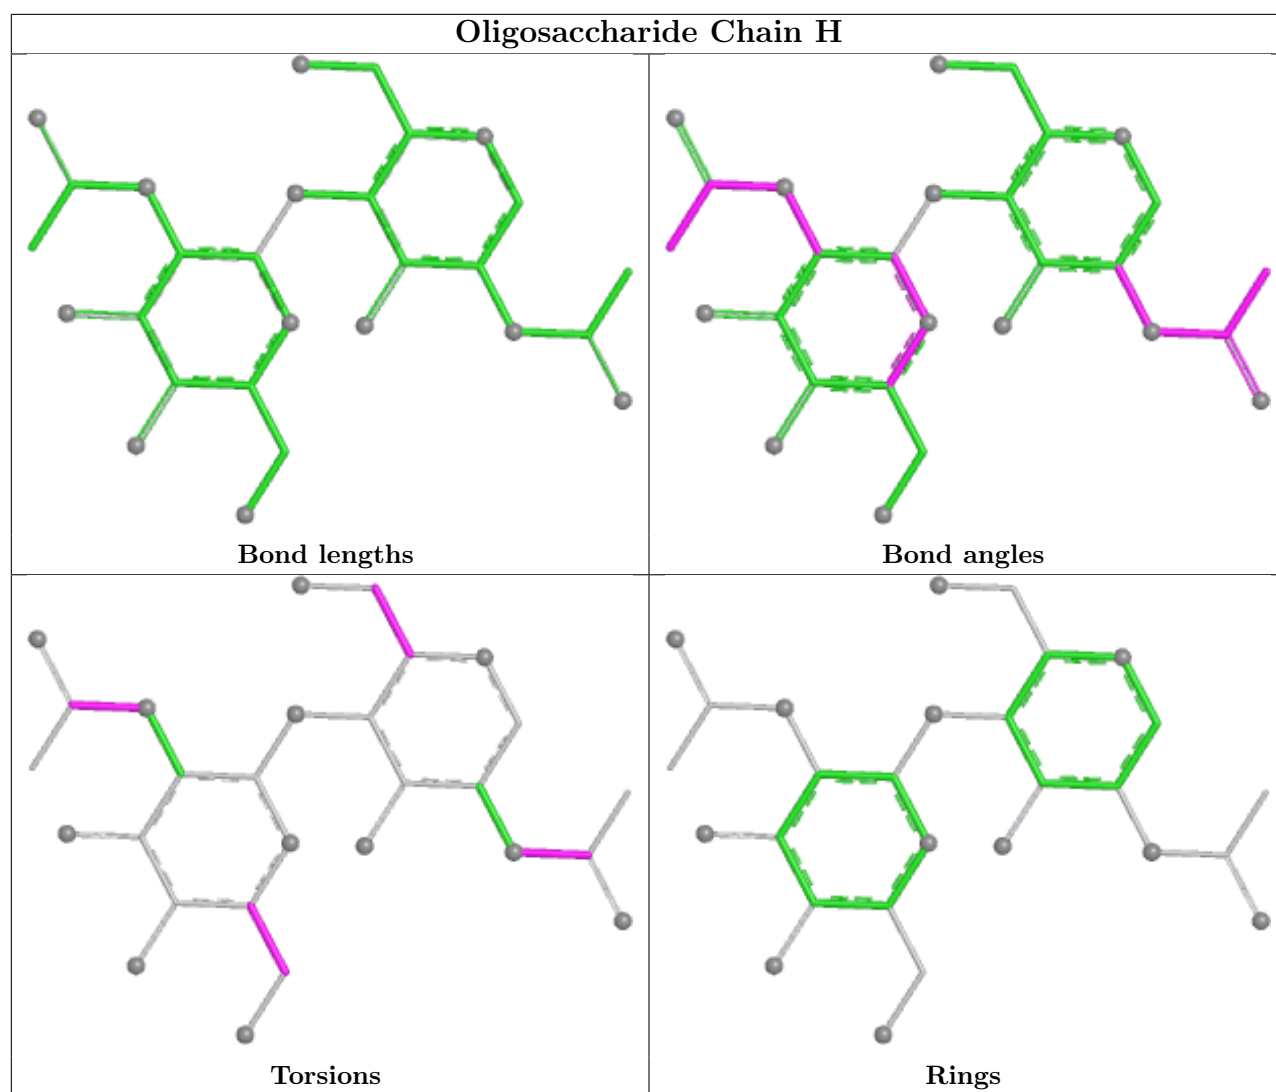 Oligosaccharide Chain H
Bond lengths
Bond angles
Torsions
Rings